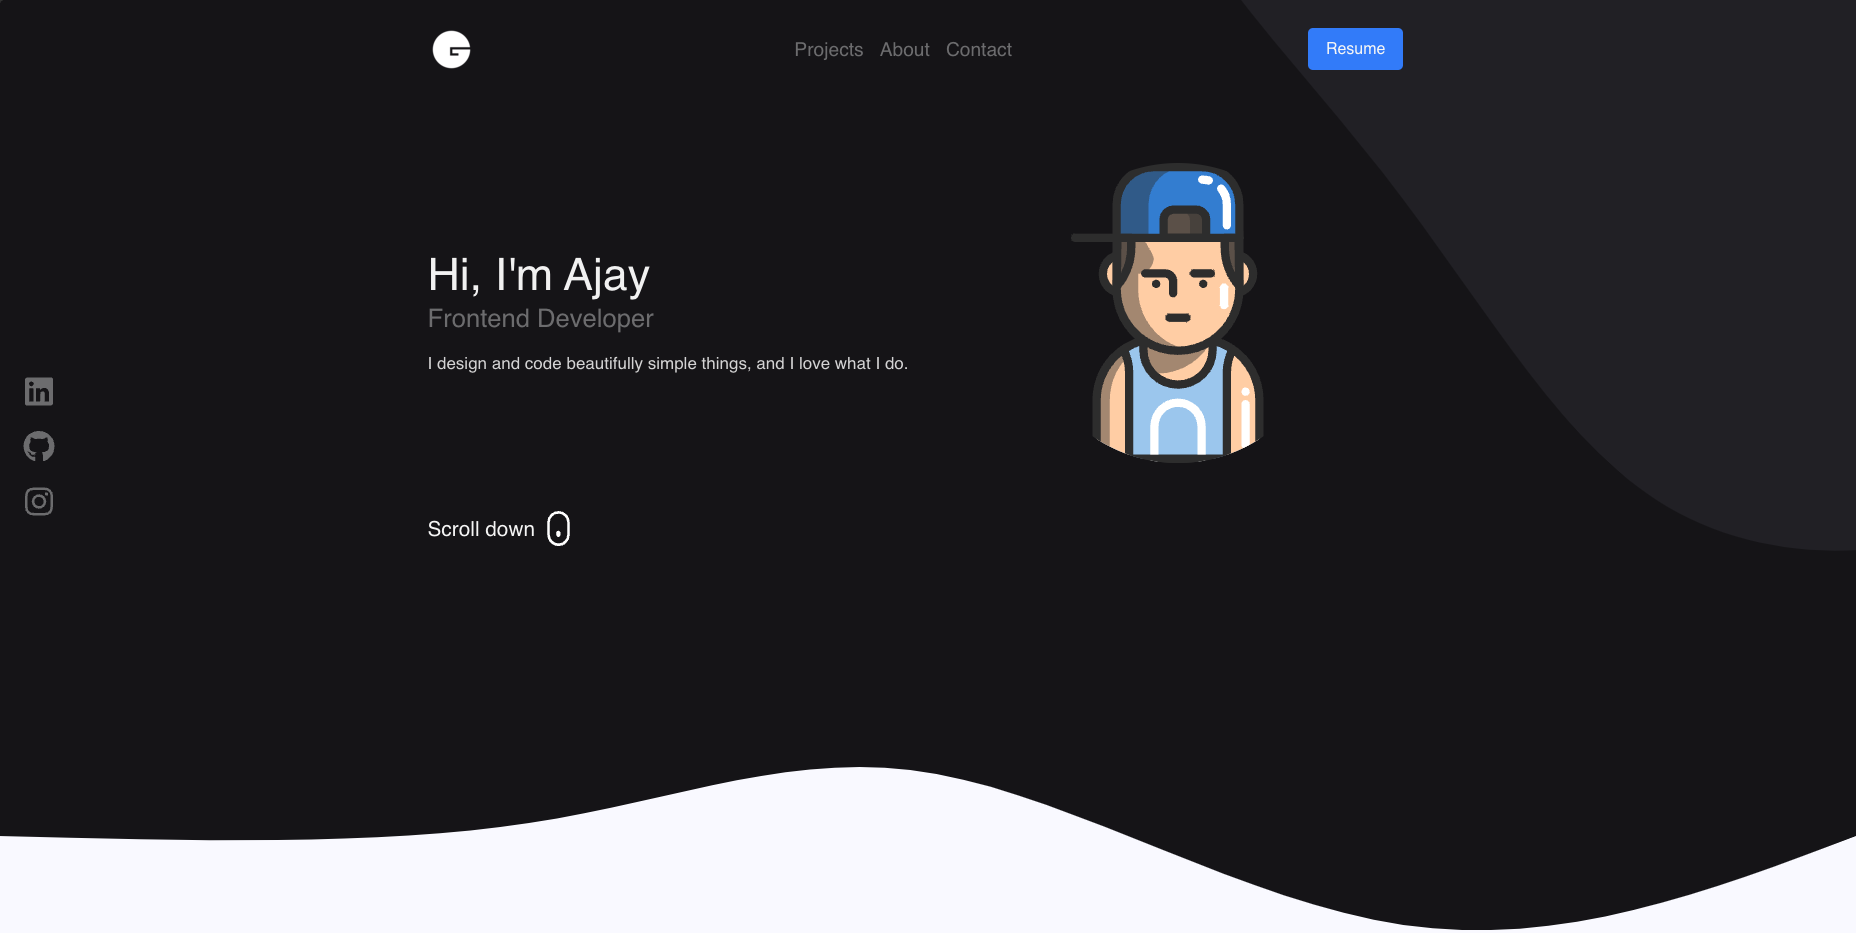 Projects About Contact
Resume
Hi, I'm Ajay
Frontend Developer
I design and code beautifully simple things, and I love what I do.
in
Scroll down